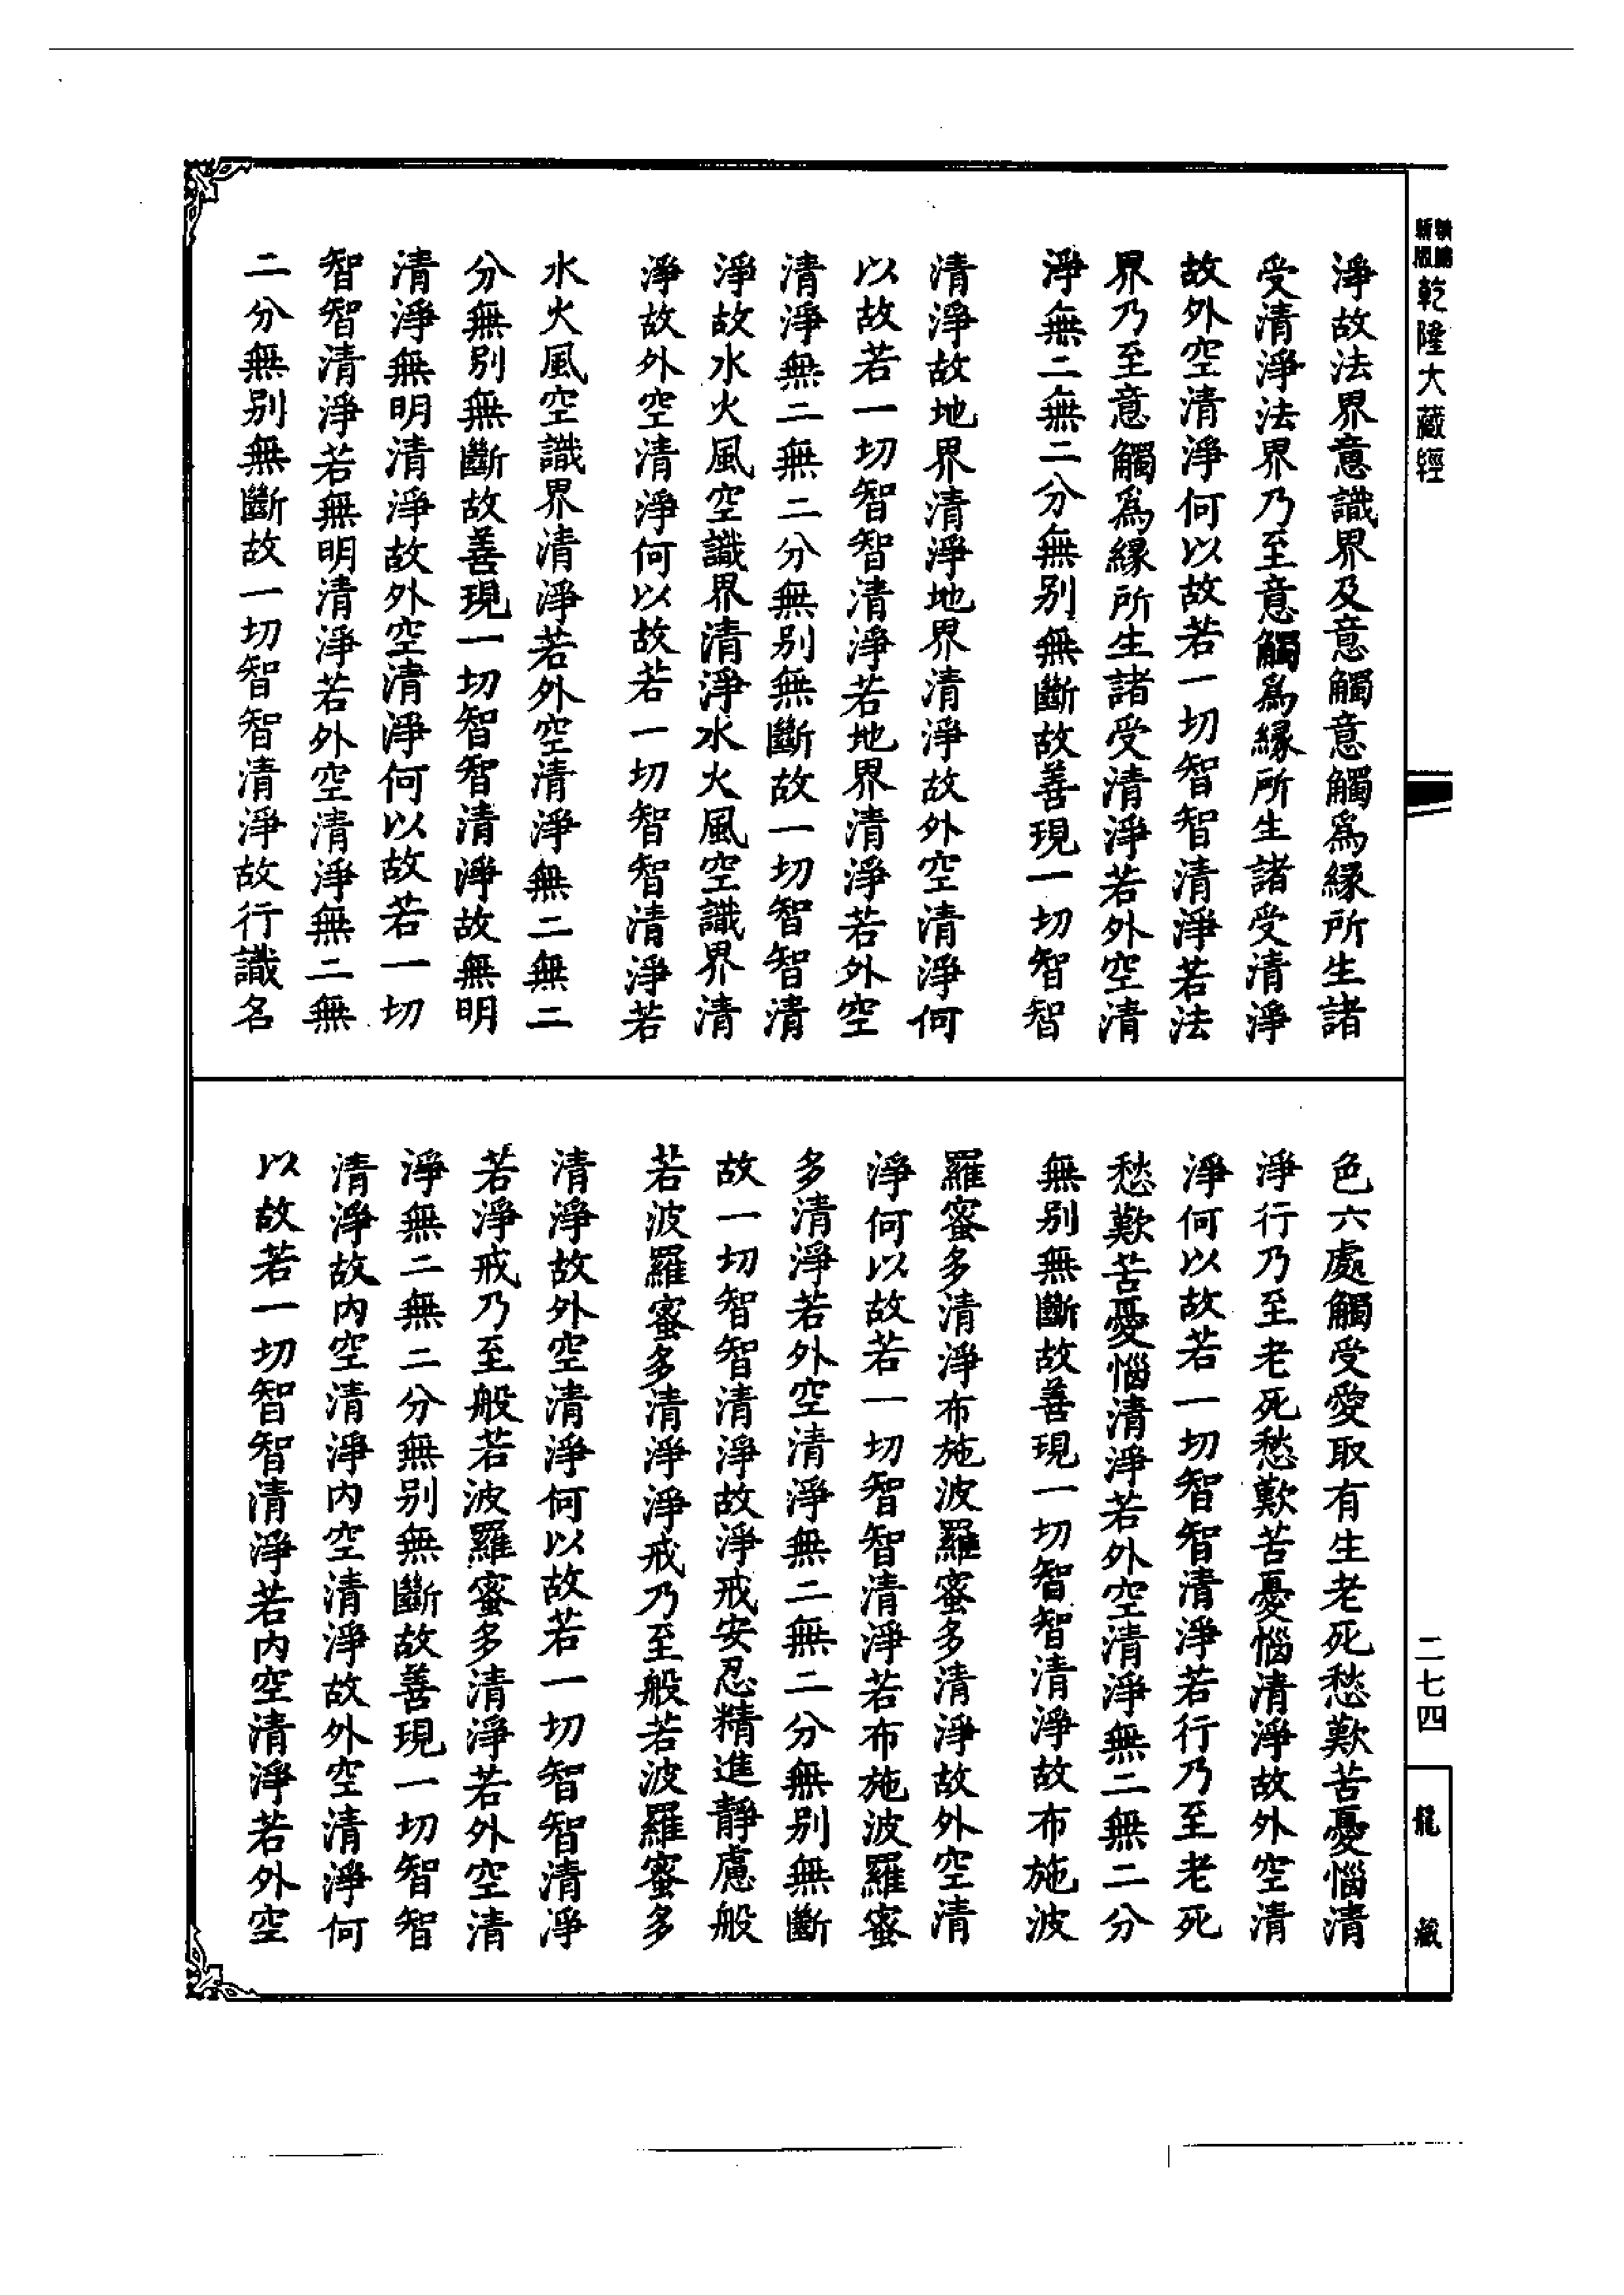 新版
乾隆大藏經
淨故法界意識界及意觸意觸爲緣所生諸
受清淨法界乃至意觸爲緣所生諸受清淨
故外空清淨何以故若一切智智清淨若法
界乃至意觸爲緣所生諸受清淨若外空清
淨無二無二分無别無斷故善現一切智智
清淨故地界清淨地界清淨故外空清淨何
以故若一切智智清淨若地界清淨若外空
清淨無二無二分無别無斷故一切智智清
淨故水火風空識界清淨水火風空識界清
淨故外空清淨何以故若一切智智清淨若
水火風空識界清淨若外空清淨無二無二
分無别無斷故善現一切智智清淨故無明
清淨無明清淨故外空清淨何以故若一切
智智清淨若無明清淨若外空清淨無二無
二分無别無斷故一切智智清淨故行識名
色六處觸受愛取有生老死愁歎苦憂惱清
淨行乃至老死愁歎苦憂惱清淨故外空清
淨何以故若一切智智清淨若行乃至老死
愁歎苦憂惱清淨若外空清淨無二無二分
無别無斷故善現一切智智清淨故布施波
羅蜜多清淨布施波羅蜜多清淨故外空清
淨何以故若一切智智清淨若布施波羅蜜
多清淨若外空清淨無二無二分無别無斷
故一切智智清淨故淨戒安忍精進靜慮般
若波羅蜜多清淨淨戒乃至般若波羅蜜多
清淨故外空清淨何以故若一切智智清淨
若淨戒乃至般若波羅蜜多清淨若外空清
淨無二無二分無别無斷故善現一切智智
清淨故内空清淨内空清淨故外空清淨何
以故若一切智智清淨若内空清淨若外空
二七四
龍藏